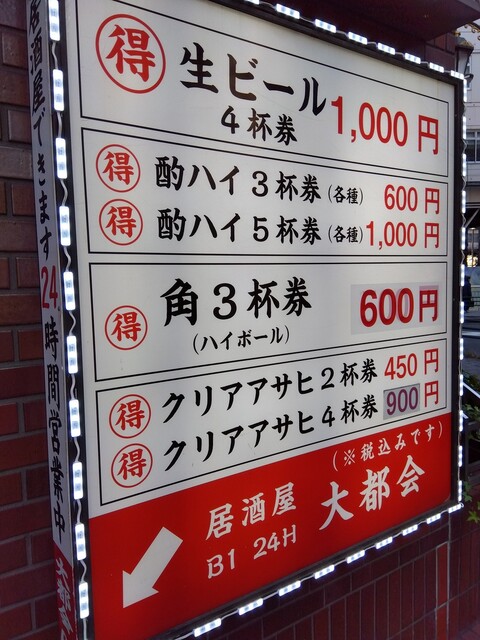 得 生ビール
4杯券 1,000円
得 酎ハイ3杯券(各種) 600円
得 酎ハイ5杯券(各種) 1,000円
得 角3杯券 600円
(ハイボール)
得 クリアアサヒ2杯券 450円
得 クリアアサヒ4杯券 900円
(※税込みです)
居酒屋 大都会
B1 24H
居酒屋できます24時間営業中 大都会